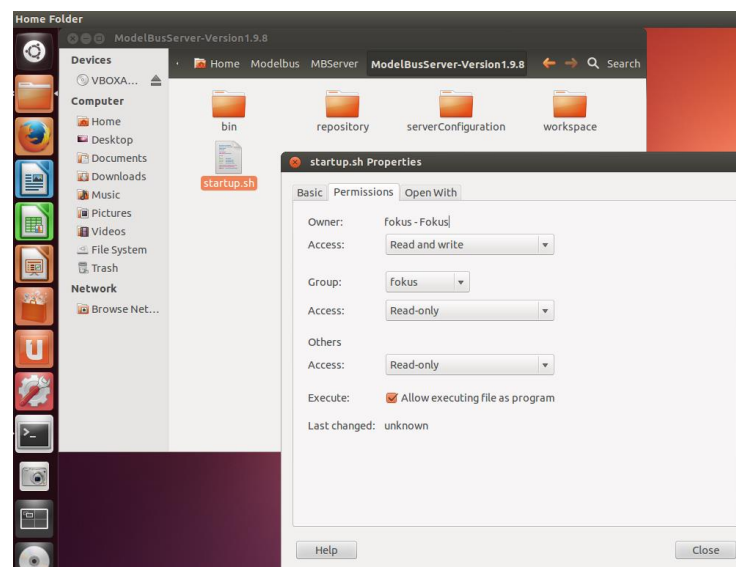 Home Folder
ModelBusServer-Version1.9.8
Devices
VBOXA...
Computer
Home
Desktop
Documents
Downloads
Music
Pictures
Videos
File System
Trash
Network
Browse Net...
Home Modelbus MBServer ModelBusServer-Version1.9.8 Search
bin repository serverConfiguration workspace
startup.sh
startup.sh Properties
Basic Permissions Open With
Owner: fokus - Fokus
Access: Read and write
Group: fokus
Access: Read-only
Others
Access: Read-only
Execute: Allow executing file as program
Last changed: unknown
Help Close